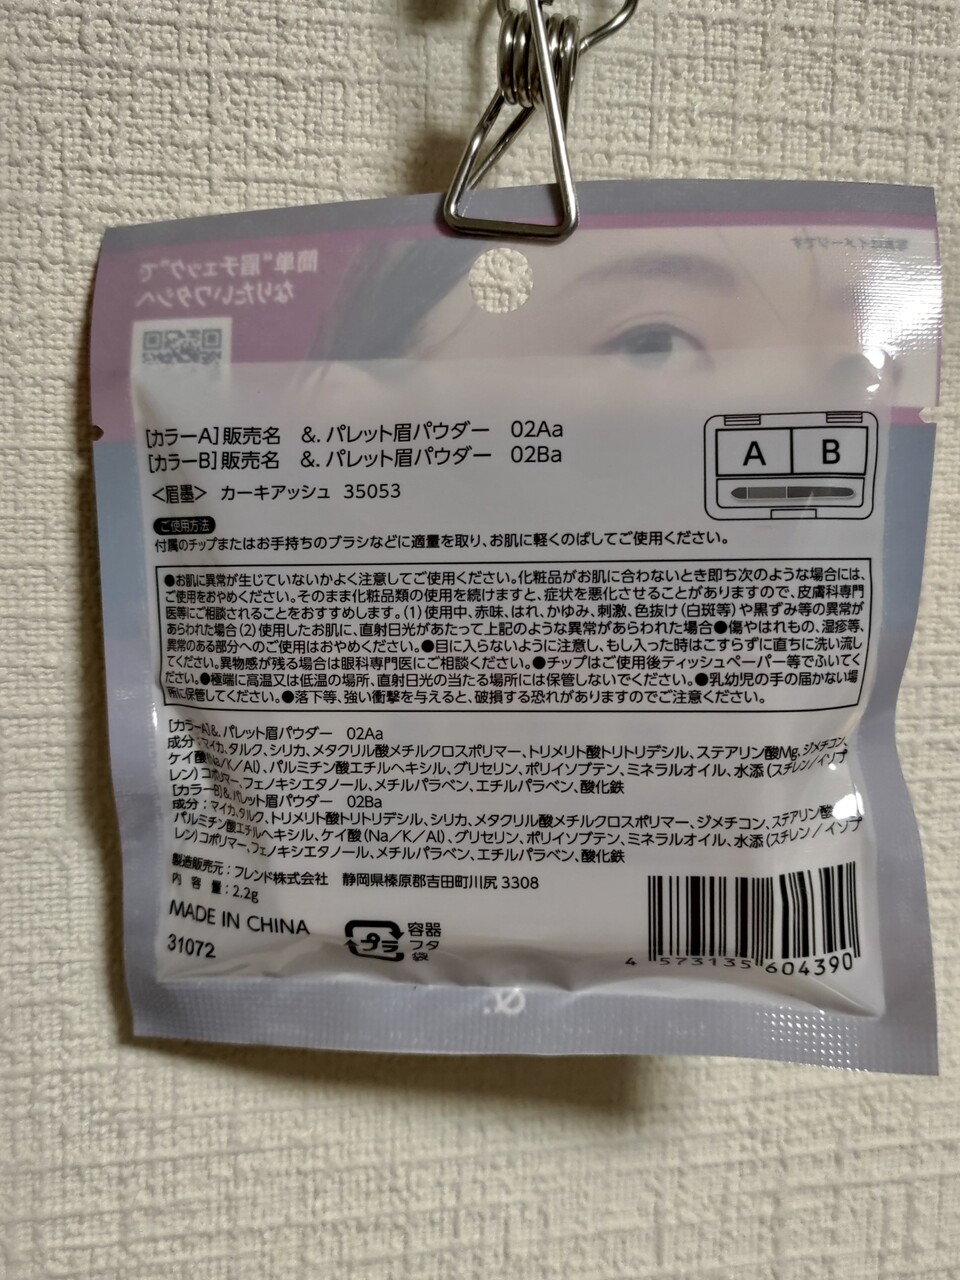 簡単"眉チェック"で
なりたいワタシへ
写真はイメージです
[カラーA]販売名 &. パレット眉パウダー 02Aa
[カラーB]販売名 &. パレット眉パウダー 02Ba
A B
<眉墨> カーキアッシュ 35053
ご使用方法
付属のチップまたはお手持ちのブラシなどに適量を取り、お肌に軽くのばしてご使用ください。
●お肌に異常が生じていないかよく注意してご使用ください。化粧品がお肌に合わないとき即ち次のような場合には、
ご使用をおやめください。そのまま化粧品類の使用を続けますと、症状を悪化させることがありますので、皮膚科専門
医等にご相談されることをおすすめします。(1)使用中、赤味、はれ、かゆみ、刺激、色抜け(白斑等)や黒ずみ等の異常が
あらわれた場合(2)使用したお肌に、直射日光があたって上記のような異常があらわれた場合●傷やはれもの、湿疹等、
異常のある部分へのご使用はおやめください。●目に入らないように注意し、もし入った時はこすらずに直ちに洗い流し
てください。異物感が残る場合は眼科専門医にご相談ください。●チップはご使用後ティッシュペーパー等でふいてく
ださい。●極端に高温又は低温の場所、直射日光の当たる場所には保管しないでください。●乳幼児の手の届かない場
所に保管してください。●落下等、強い衝撃を与えると、破損する恐れがありますのでご注意ください。
[カラーA]&. パレット眉パウダー 02Aa
成分：マイカ、タルク、シリカ、メタクリル酸メチルクロスポリマー、トリメリト酸トリトリデシル、ステアリン酸Mg、ジメチコン、
ケイ酸(Na/K/Al)、パルミチン酸エチルヘキシル、グリセリン、ポリイソブテン、ミネラルオイル、水添(スチレン/イソプ
レン)コポリマー、フェノキシエタノール、メチルパラベン、エチルパラベン、酸化鉄
[カラーB]&. パレット眉パウダー 02Ba
成分：マイカ、タルク、トリメリト酸トリトリデシル、シリカ、メタクリル酸メチルクロスポリマー、ジメチコン、ステアリン酸
パルミチン酸エチルヘキシル、ケイ酸(Na/K/Al)、グリセリン、ポリイソブテン、ミネラルオイル、水添(スチレン/イソプ
レン)コポリマー、フェノキシエタノール、メチルパラベン、エチルパラベン、酸化鉄
製造販売元：フレンド株式会社 静岡県榛原郡吉田町川尻 3308
内容量：2.2g
MADE IN CHINA
31072
プラ
容器
フタ
袋
4 573135 604390
&.